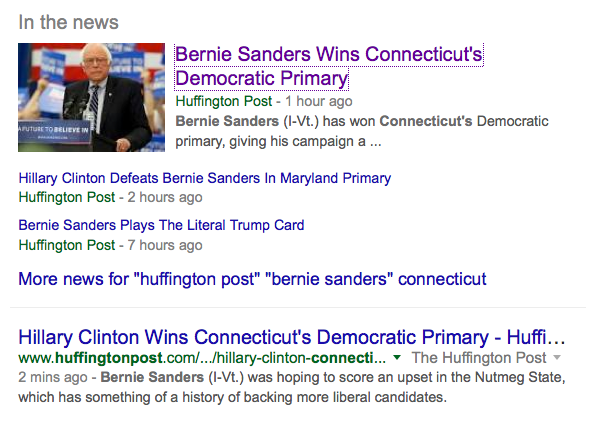 In the news
A FUTURE TO BELIEVE IN
Bernie Sanders Wins Connecticut's
Democratic Primary
Huffington Post - 1 hour ago
Bernie Sanders (I-Vt.) has won Connecticut's Democratic
primary, giving his campaign a ...
Hillary Clinton Defeats Bernie Sanders In Maryland Primary
Huffington Post - 2 hours ago
Bernie Sanders Plays The Literal Trump Card
Huffington Post - 7 hours ago
More news for "huffington post" "bernie sanders" connecticut
Hillary Clinton Wins Connecticut's Democratic Primary - Huffi...
www.huffingtonpost.com/.../hillary-clinton-connecti... The Huffington Post
2 mins ago - Bernie Sanders (I-Vt.) was hoping to score an upset in the Nutmeg State,
which has something of a history of backing more liberal candidates.